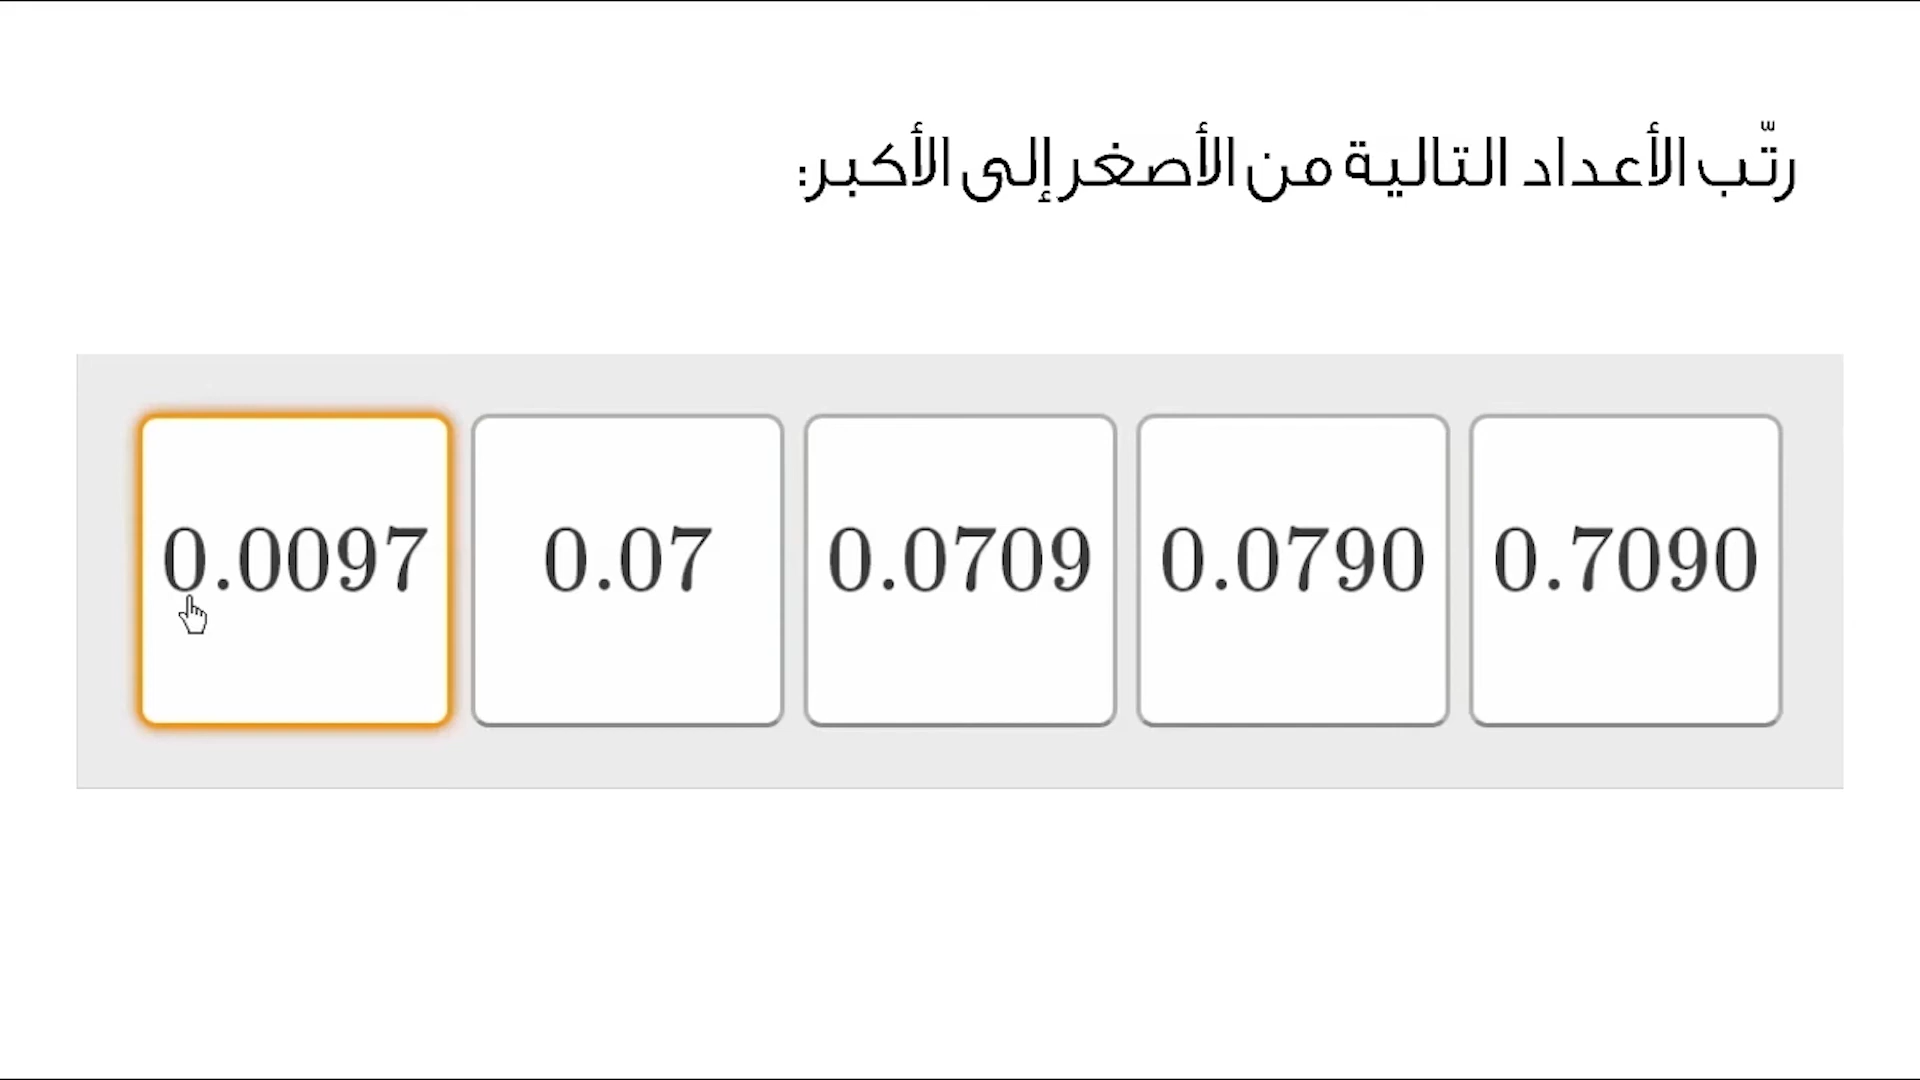 رتّب الأعداد التالية من الأصغر إلى الأكبر:
0.0097 0.07 0.0709 0.0790 0.7090